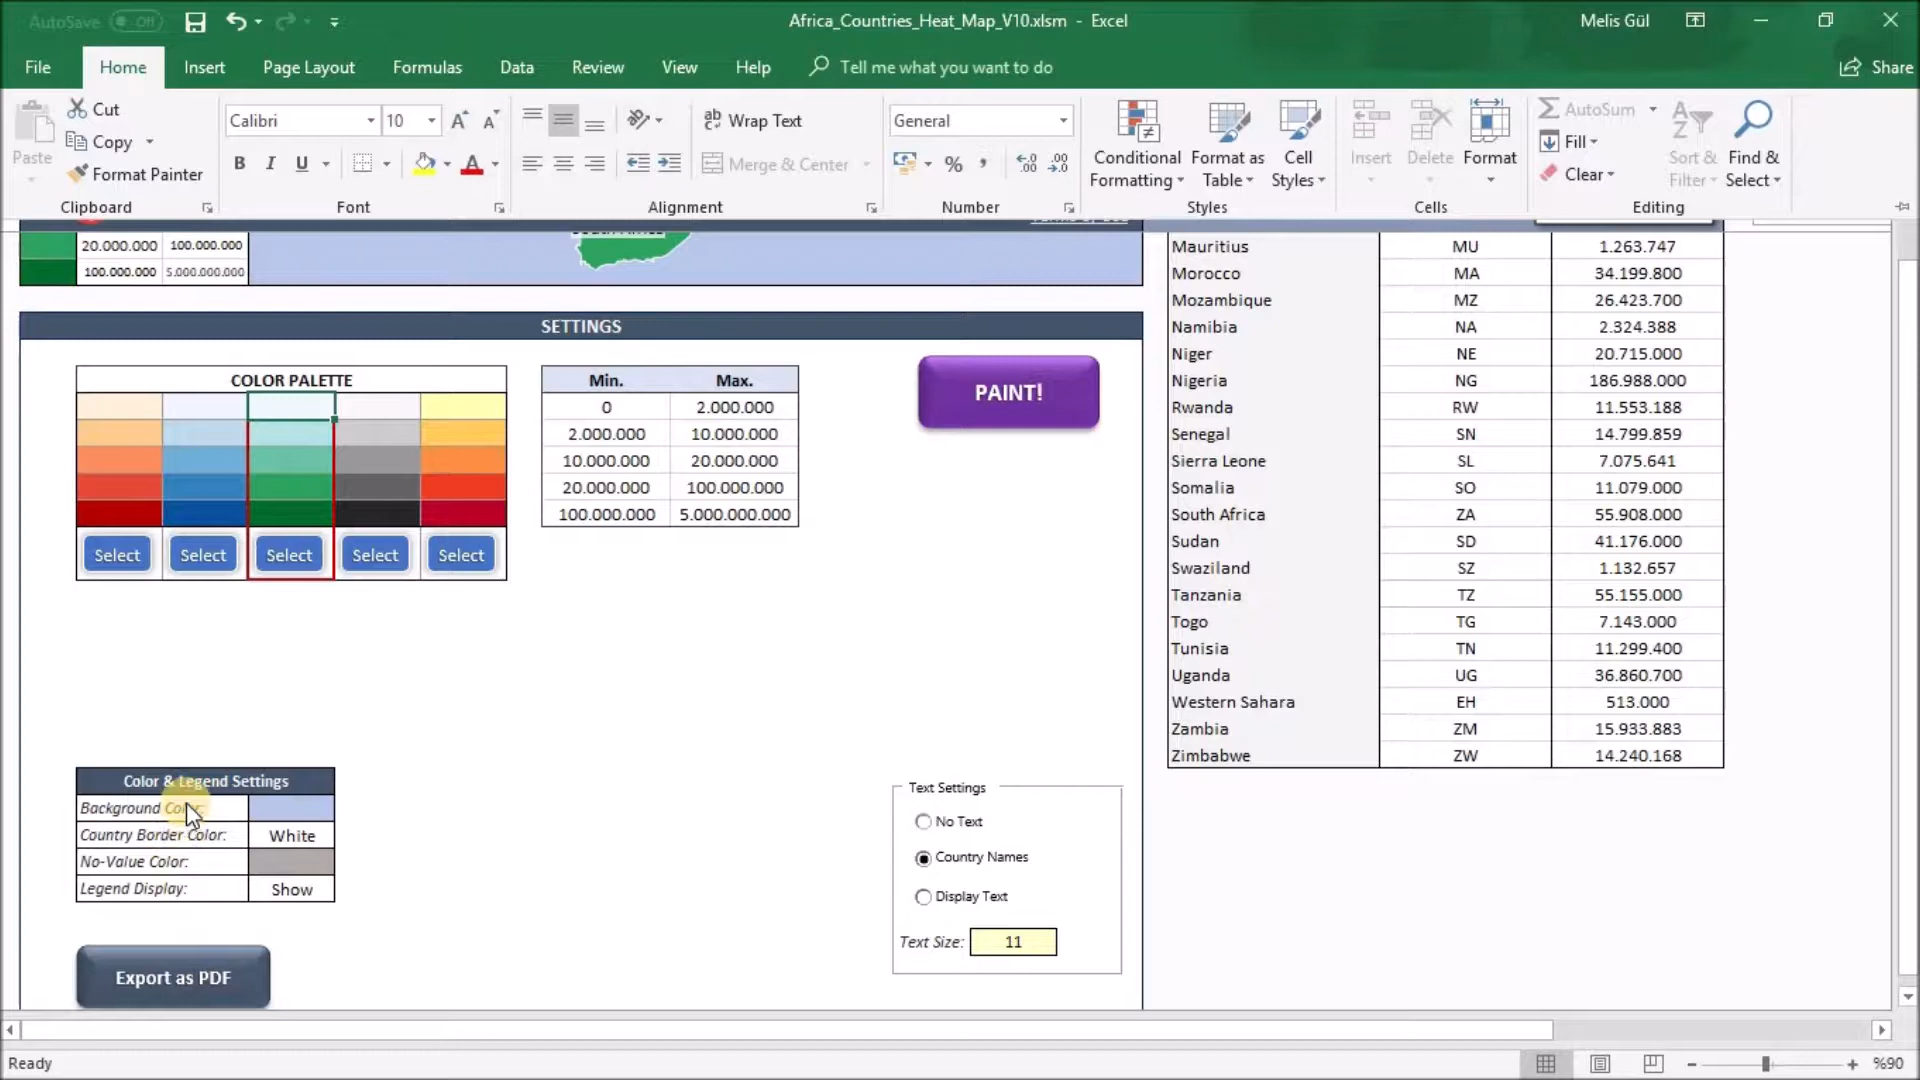 AutoSave Off
Africa_Countries_Heat_Map_V10.xlsm - Excel
Melis Gül
File Home Insert Page Layout Formulas Data Review View Help Tell me what you want to do Share
Cut
Copy
Format Painter
Paste
Clipboard
Calibri 10
B I U
Font
Wrap Text
Merge & Center
Alignment
General
%
Number
Conditional Formatting
Format as Table
Cell Styles
Styles
Insert Delete Format
Cells
AutoSum
Fill
Clear
Sort & Filter
Find & Select
Editing
20.000.000 100.000.000
100.000.000 5.000.000.000
SETTINGS
COLOR PALETTE
Select Select Select Select Select
Min. Max.
0 2.000.000
2.000.000 10.000.000
10.000.000 20.000.000
20.000.000 100.000.000
100.000.000 5.000.000.000
PAINT!
Color & Legend Settings
Background Color:
Country Border Color: White
No-Value Color:
Legend Display: Show
Export as PDF
Text Settings
No Text
Country Names
Display Text
Text Size: 11
Mauritius MU 1.263.747
Morocco MA 34.199.800
Mozambique MZ 26.423.700
Namibia NA 2.324.388
Niger NE 20.715.000
Nigeria NG 186.988.000
Rwanda RW 11.553.188
Senegal SN 14.799.859
Sierra Leone SL 7.075.641
Somalia SO 11.079.000
South Africa ZA 55.908.000
Sudan SD 41.176.000
Swaziland SZ 1.132.657
Tanzania TZ 55.155.000
Togo TG 7.143.000
Tunisia TN 11.299.400
Uganda UG 36.860.700
Western Sahara EH 513.000
Zambia ZM 15.933.883
Zimbabwe ZW 14.240.168
Ready
%90